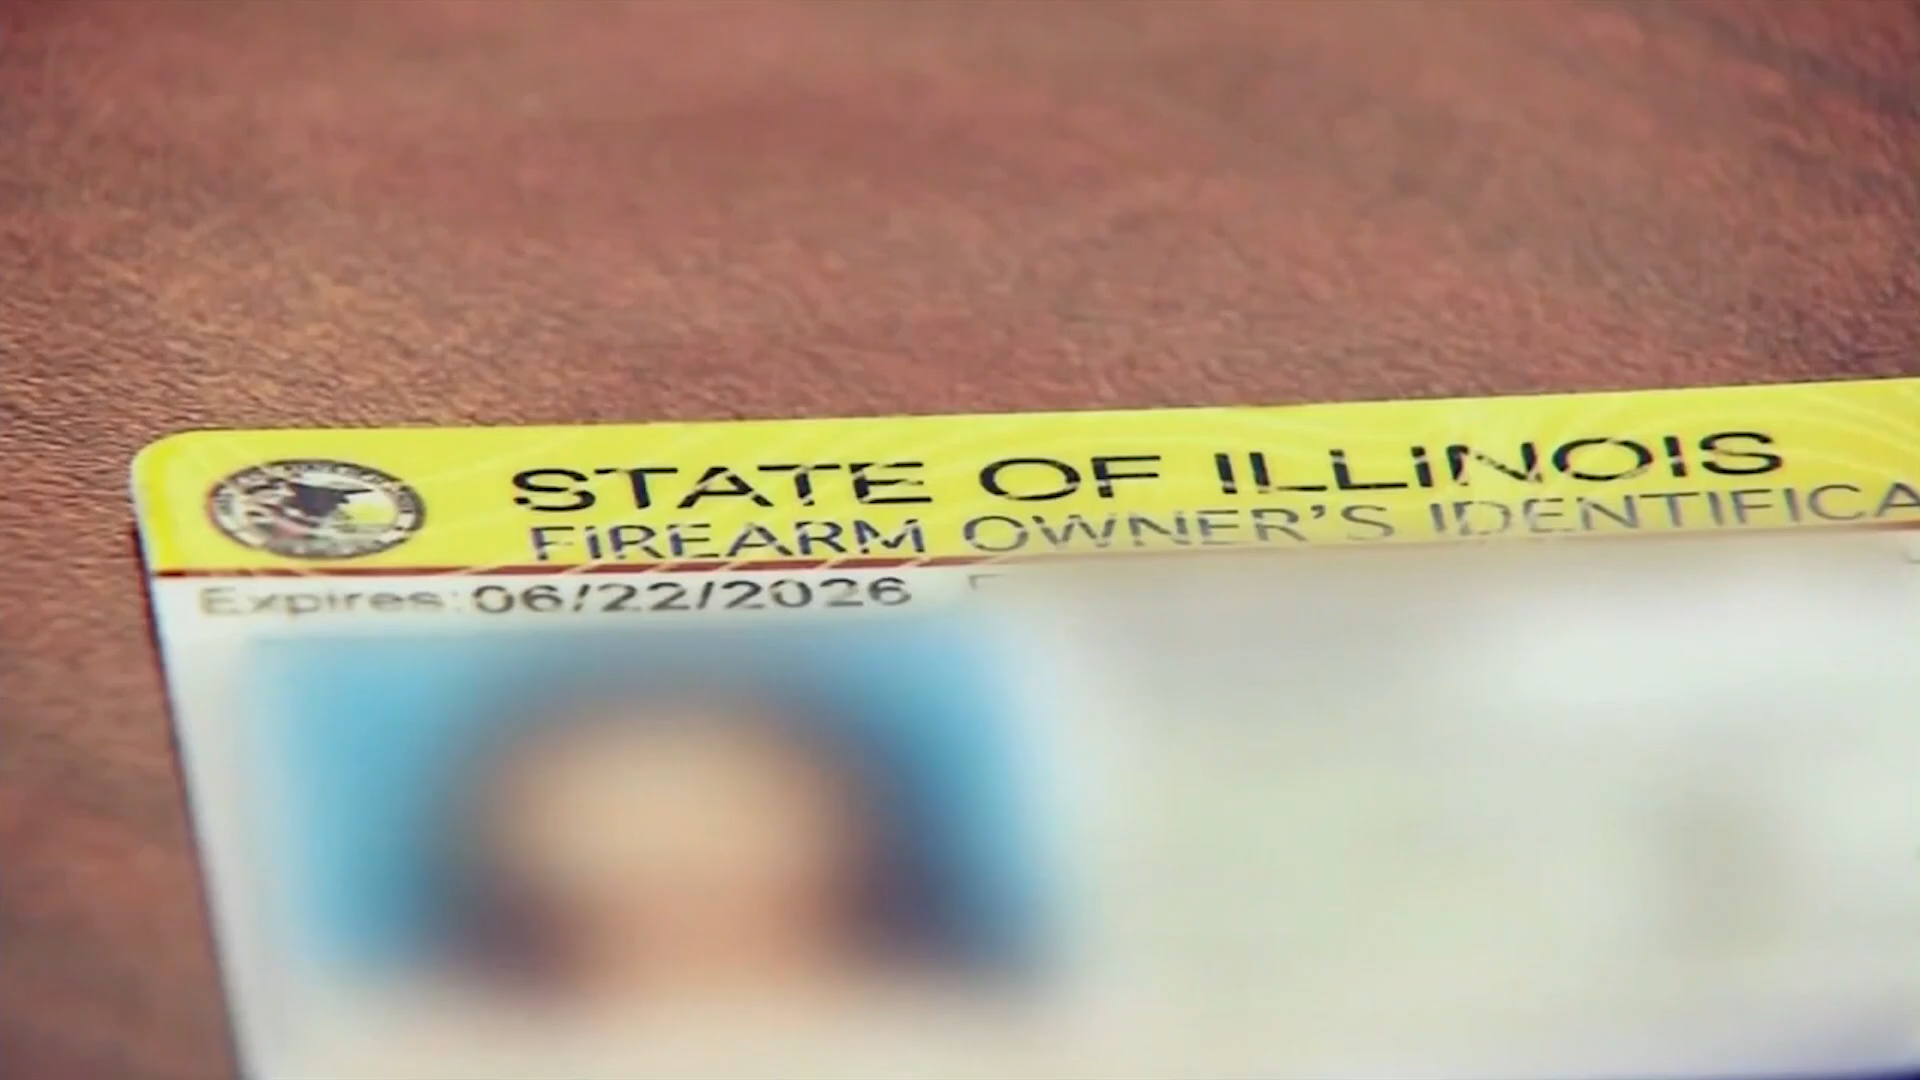 STATE OF ILLINOIS
FIREARM OWNER'S IDENTIFICA
Expires: 06/22/2026